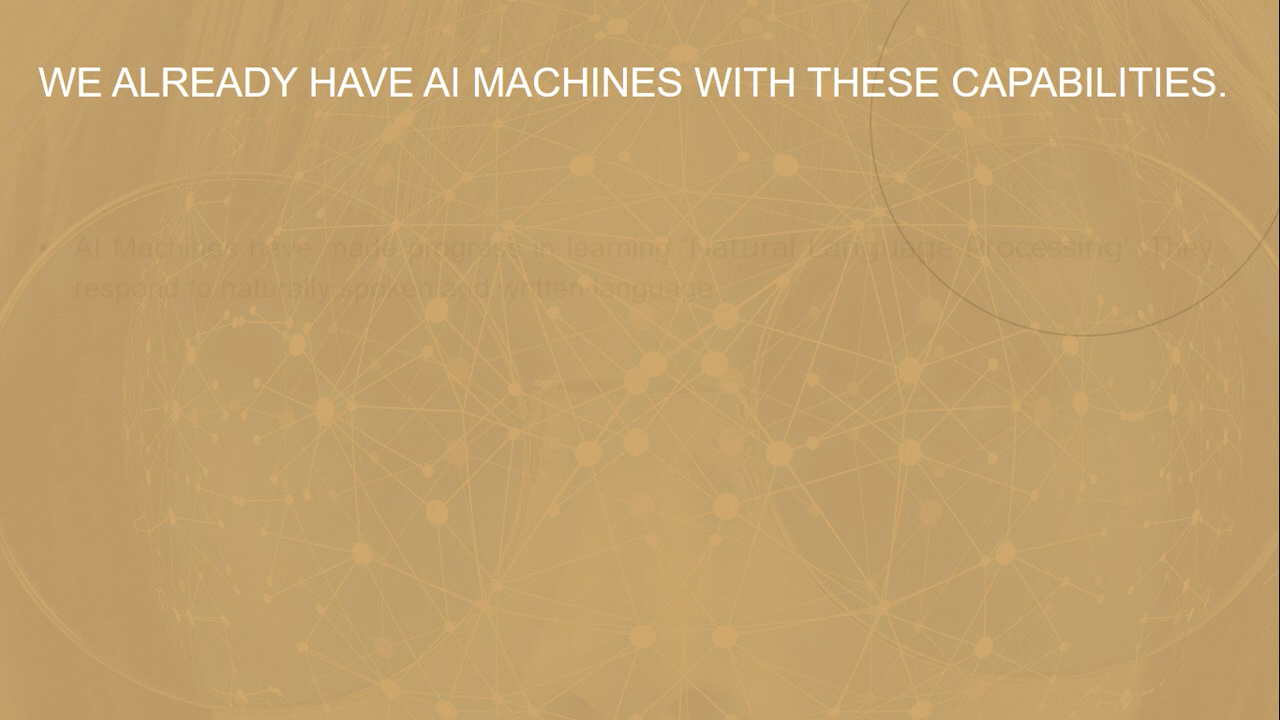 WE ALREADY HAVE AI MACHINES WITH THESE CAPABILITIES.
• AI Machines have made progress in learning 'Natural Language Processing'. They
respond to naturally spoken and written language.